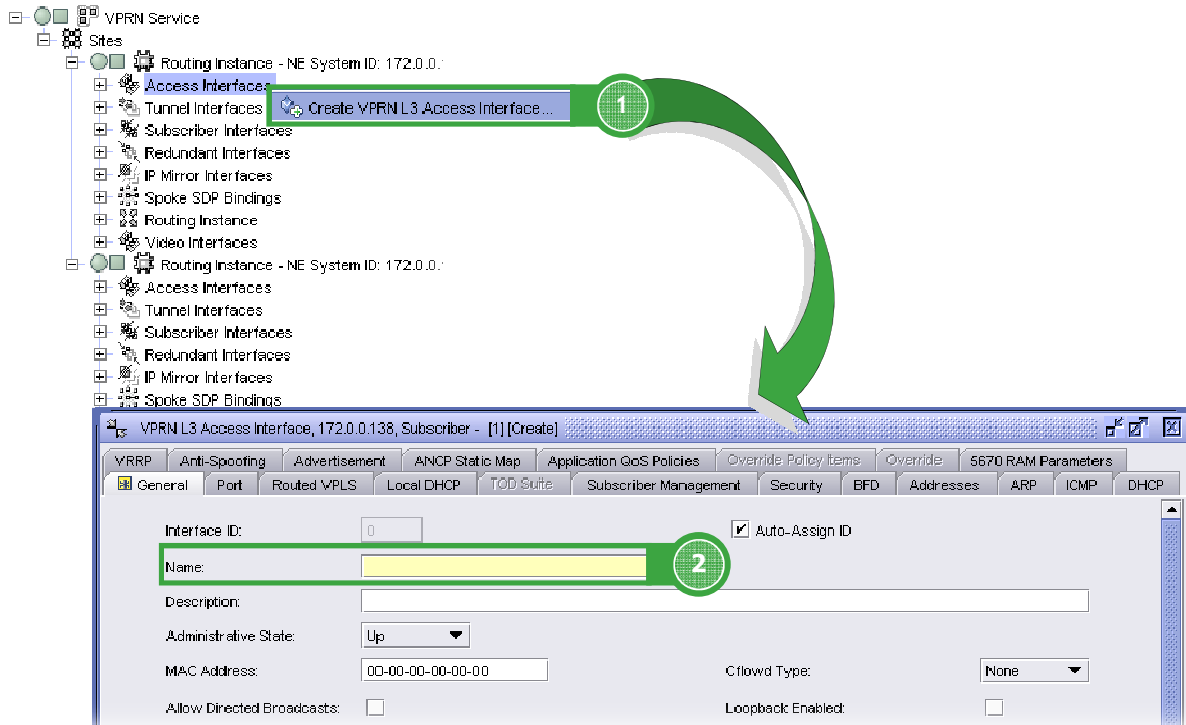 VPRN Service
Sites
Routing Instance - NE System ID: 172.0.0.
Access Interfaces
Create VPRN L3 Access Interface...
1
Tunnel Interfaces
Subscriber Interfaces
Redundant Interfaces
IP Mirror Interfaces
Spoke SDP Bindings
Routing Instance
Video Interfaces
Routing Instance - NE System ID: 172.0.0.
Access Interfaces
Tunnel Interfaces
Subscriber Interfaces
Redundant Interfaces
IP Mirror Interfaces
Spoke SDP Bindings
VPRN L3 Access Interface, 172.0.0.138, Subscriber - [1] [Create]
VRRP Anti-Spoofing Advertisement ANCP Static Map Application QoS Policies Override Policy Items Override 5670 RAM Parameters
General Port Routed VPLS Local DHCP TOD Suite Subscriber Management Security BFD Addresses ARP ICMP DHCP
Interface ID: 0 Auto-Assign ID
Name: 2
Description:
Administrative State: Up
MAC Address: 00-00-00-00-00-00 Cflowd Type: None
Allow Directed Broadcasts: Loopback Enabled: